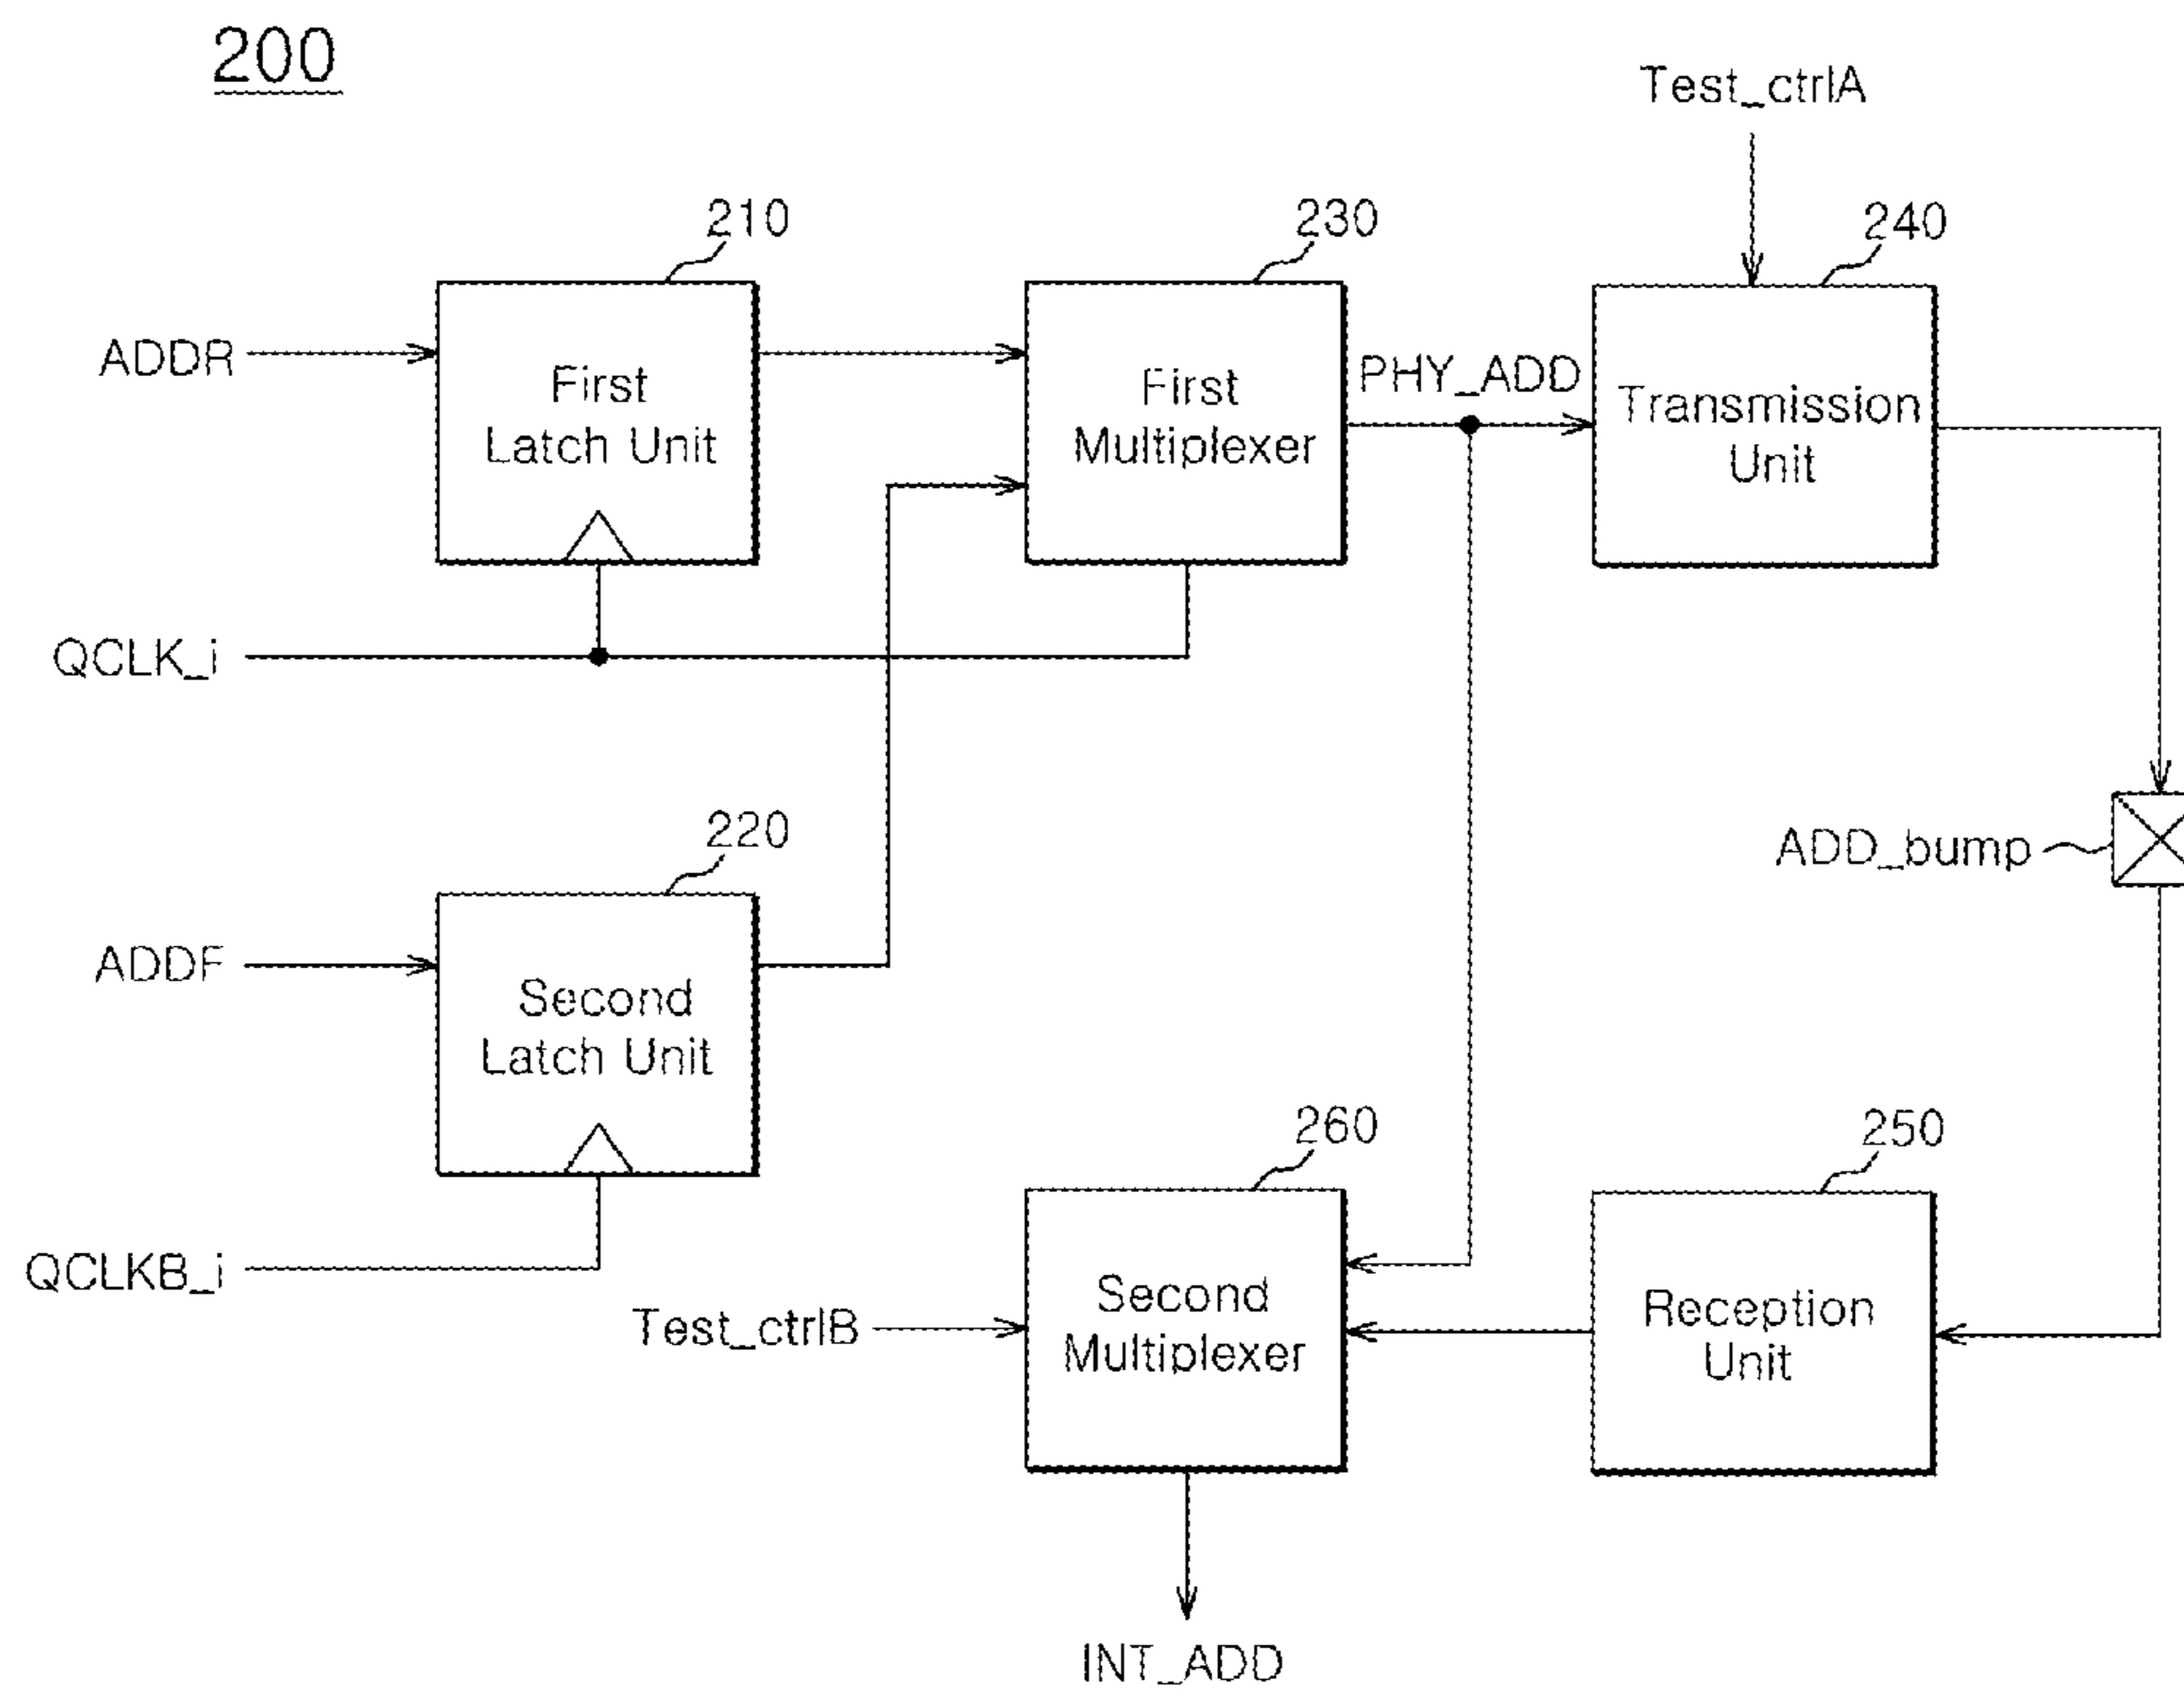 200
Test_ctrlA
210
230
240
ADDR
First
Latch Unit
First
Multiplexer
PHY_ADD
Transmission
Unit
QCLK_i
220
ADD_bump
ADDF
Second
Latch Unit
260
250
QCLKB_i
Test_ctrlB
Second
Multiplexer
Reception
Unit
INT_ADD